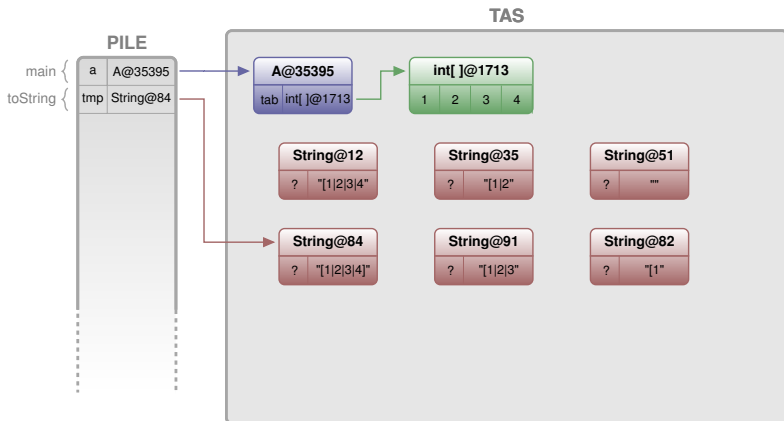 TAS
PILE
main
a A@35395
toString
tmp String@84
A@35395
tab int[ ]@1713
int[ ]@1713
1 2 3 4
String@12
? "[1|2|3|4"
String@35
? "[1|2"
String@51
? ""
String@84
? "[1|2|3|4]"
String@91
? "[1|2|3"
String@82
? "[1"